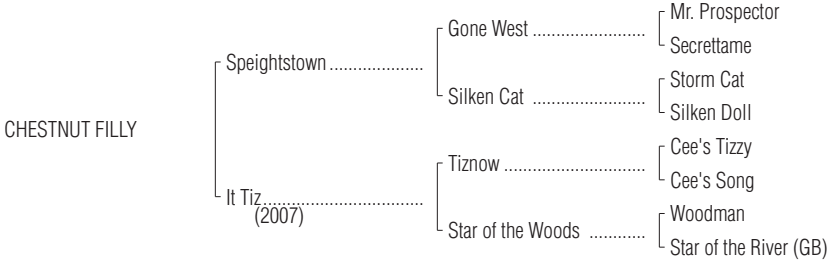 Mr. Prospector
Gone West ........................
Secrettame
Speightstown ....................
Storm Cat
Silken Cat ........................
Silken Doll
CHESTNUT FILLY
Cee's Tizzy
Tiznow ..............................
Cee's Song
It Tiz..................................
(2007)
Woodman
Star of the Woods ............
Star of the River (GB)